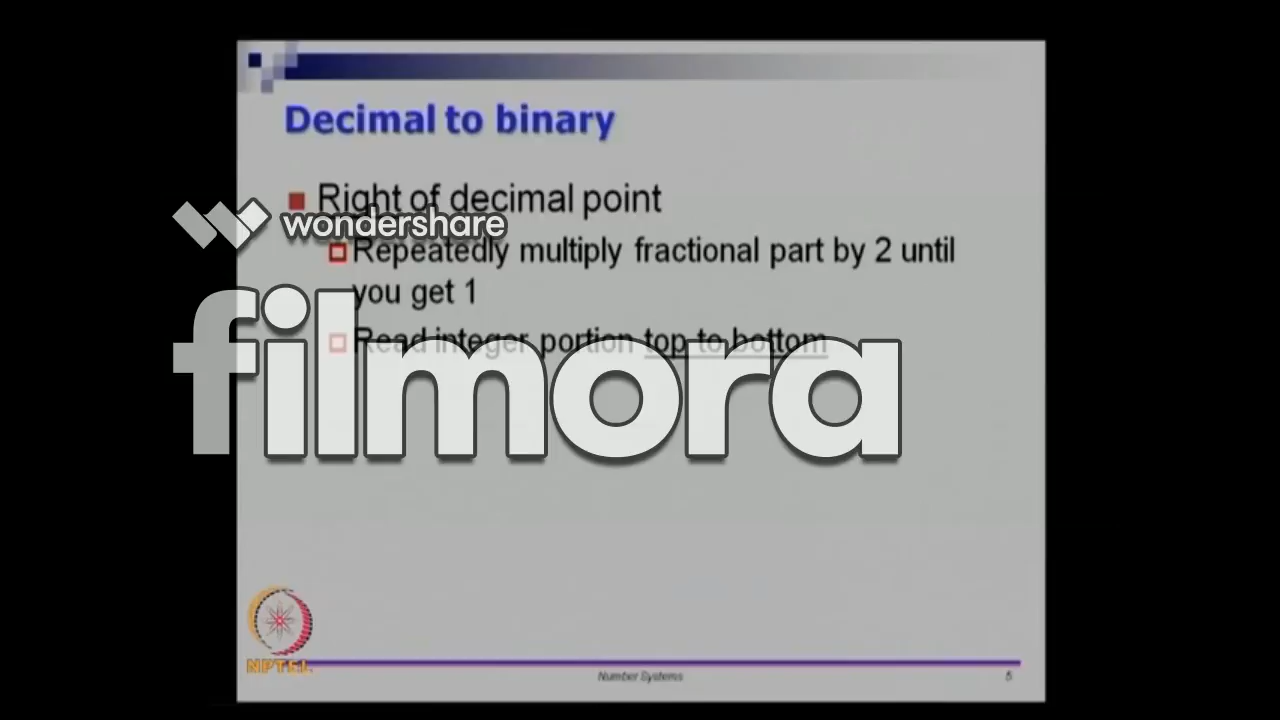 Decimal to binary
Right of decimal point
wondershare
Repeatedly multiply fractional part by 2 until
you get 1
Read integer portion top to bottom
filmora
NPTEL
Number Systems
5